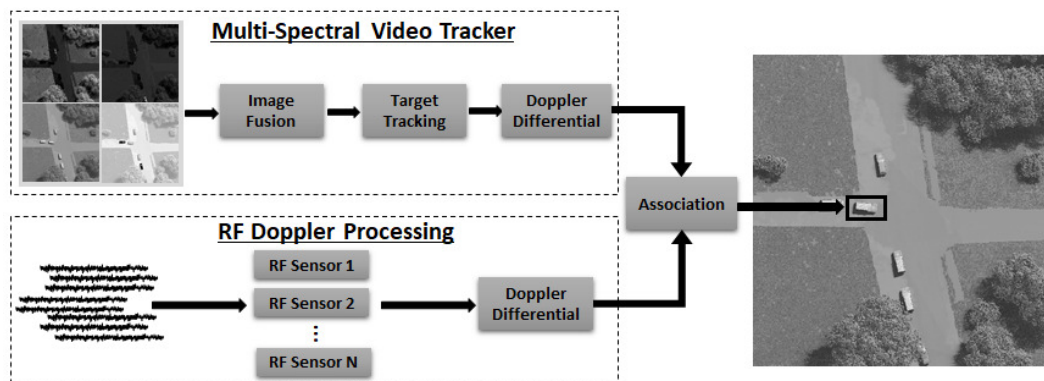 Multi-Spectral Video Tracker
Image
Fusion
Target
Tracking
Doppler
Differential
Association
RF Doppler Processing
RF Sensor 1
RF Sensor 2
⋮
RF Sensor N
Doppler
Differential